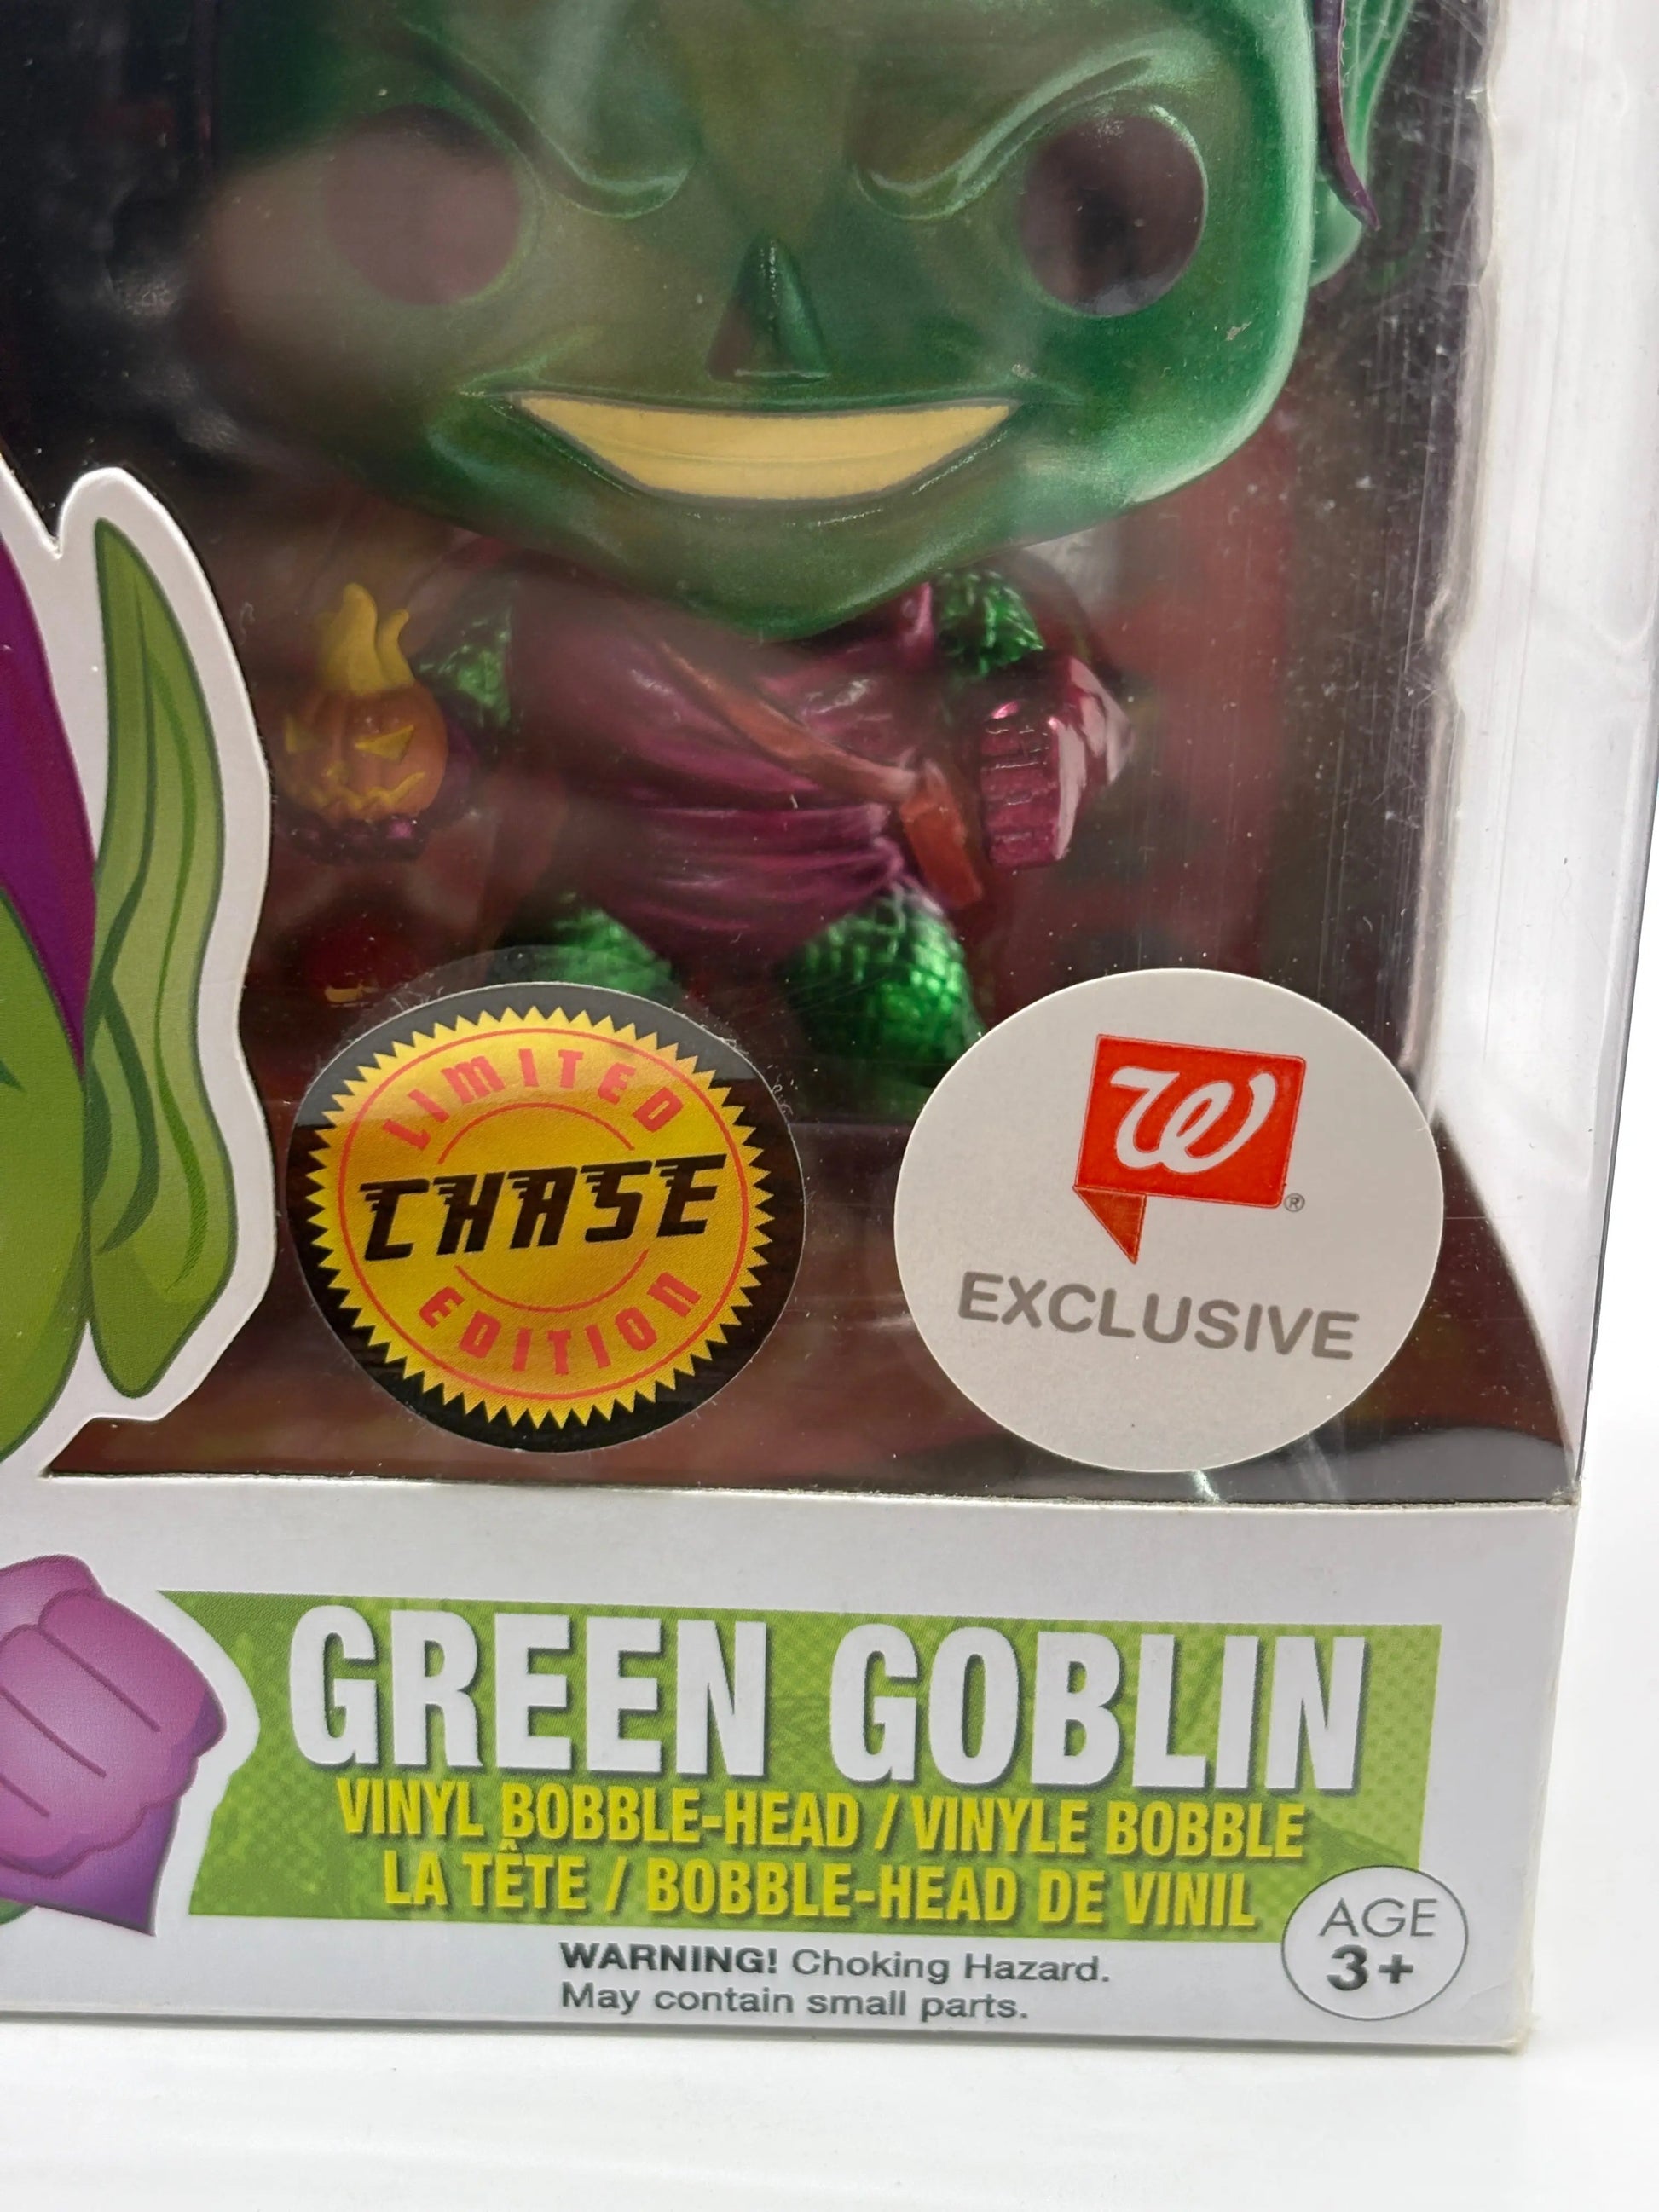 LIMITED
CHASE
EDITION
W®
EXCLUSIVE
GREEN GOBLIN
VINYL BOBBLE-HEAD / VINYLE BOBBLE
LA TÊTE / BOBBLE-HEAD DE VINIL
WARNING! Choking Hazard.
May contain small parts.
AGE
3+